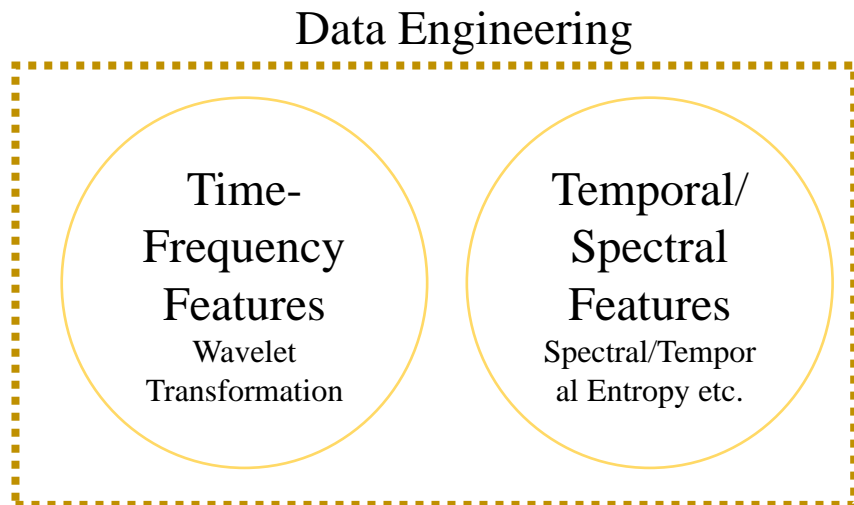 Data Engineering
Time-
Frequency
Features
Wavelet
Transformation
Temporal/
Spectral
Features
Spectral/Tempor
al Entropy etc.